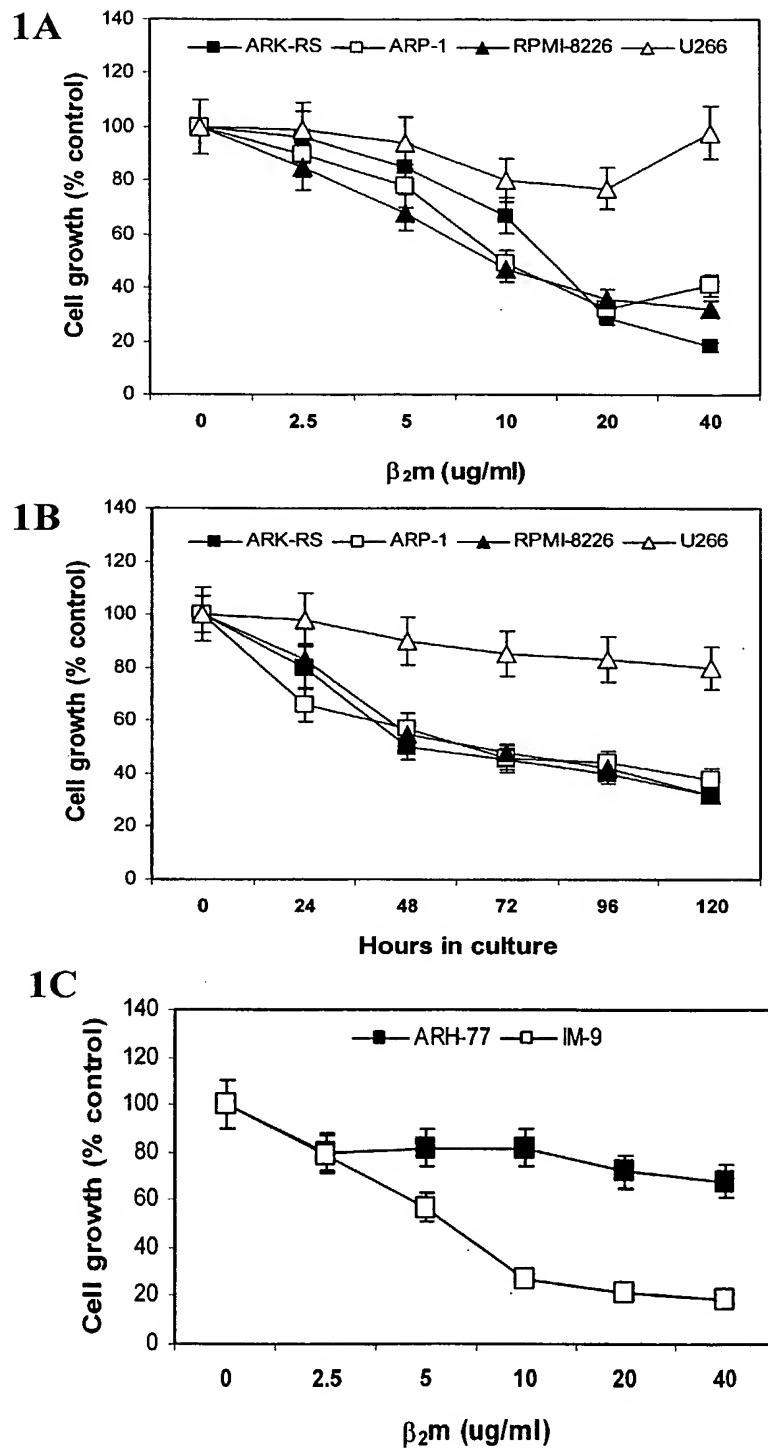 1A
ARK-RS ARP-1 RPMI-8226 U266
140
120
100
80
60
40
20
0
Cell growth (% control)
0 2.5 5 10 20 40
β₂m (ug/ml)
1B
ARK-RS ARP-1 RPMI-8226 U266
140
120
100
80
60
40
20
0
Cell growth (% control)
0 24 48 72 96 120
Hours in culture
1C
ARH-77 IM-9
140
120
100
80
60
40
20
0
Cell growth (% control)
0 2.5 5 10 20 40
β₂m (ug/ml)